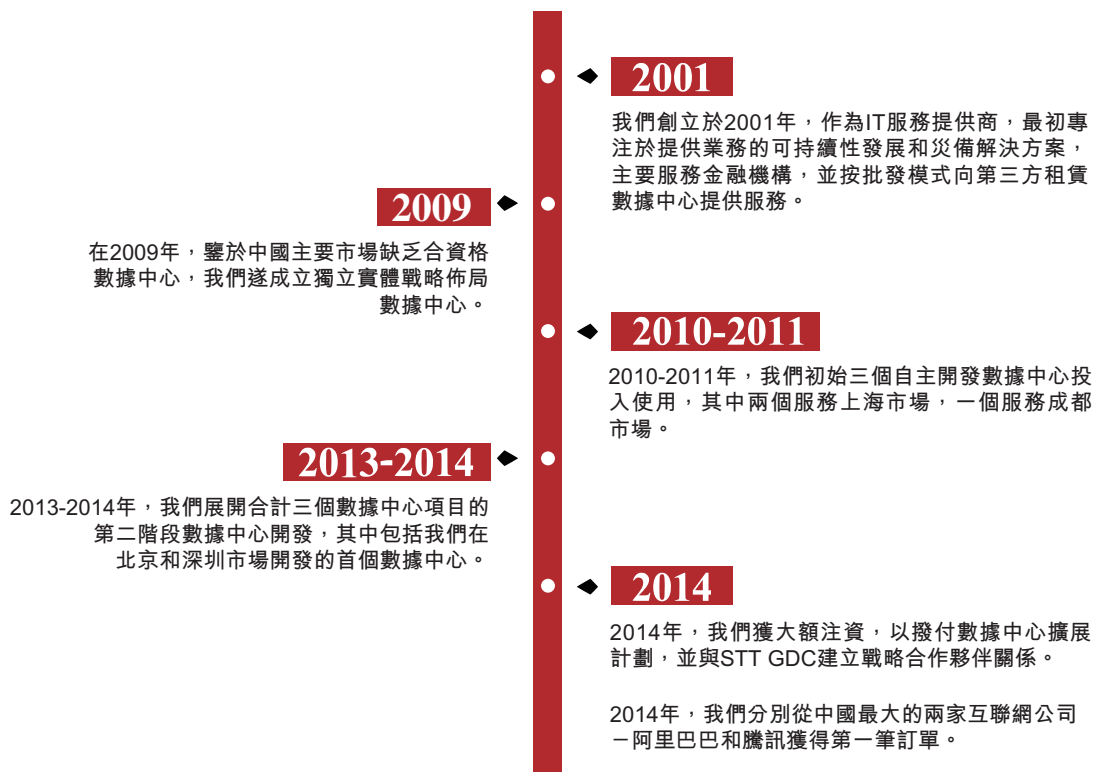 2001
我們創立於2001年，作為IT服務提供商，最初專
注於提供業務的可持續性發展和災備解決方案，
主要服務金融機構，並按批發模式向第三方租賃
數據中心提供服務。
2009
在2009年，鑒於中國主要市場缺乏合資格
數據中心，我們遂成立獨立實體戰略佈局
數據中心。
2010-2011
2010-2011年，我們初始三個自主開發數據中心投
入使用，其中兩個服務上海市場，一個服務成都
市場。
2013-2014
2013-2014年，我們展開合計三個數據中心項目的
第二階段數據中心開發，其中包括我們在
北京和深圳市場開發的首個數據中心。
2014
2014年，我們獲大額注資，以撥付數據中心擴展
計劃，並與STT GDC建立戰略合作夥伴關係。
2014年，我們分別從中國最大的兩家互聯網公司
－阿里巴巴和騰訊獲得第一筆訂單。